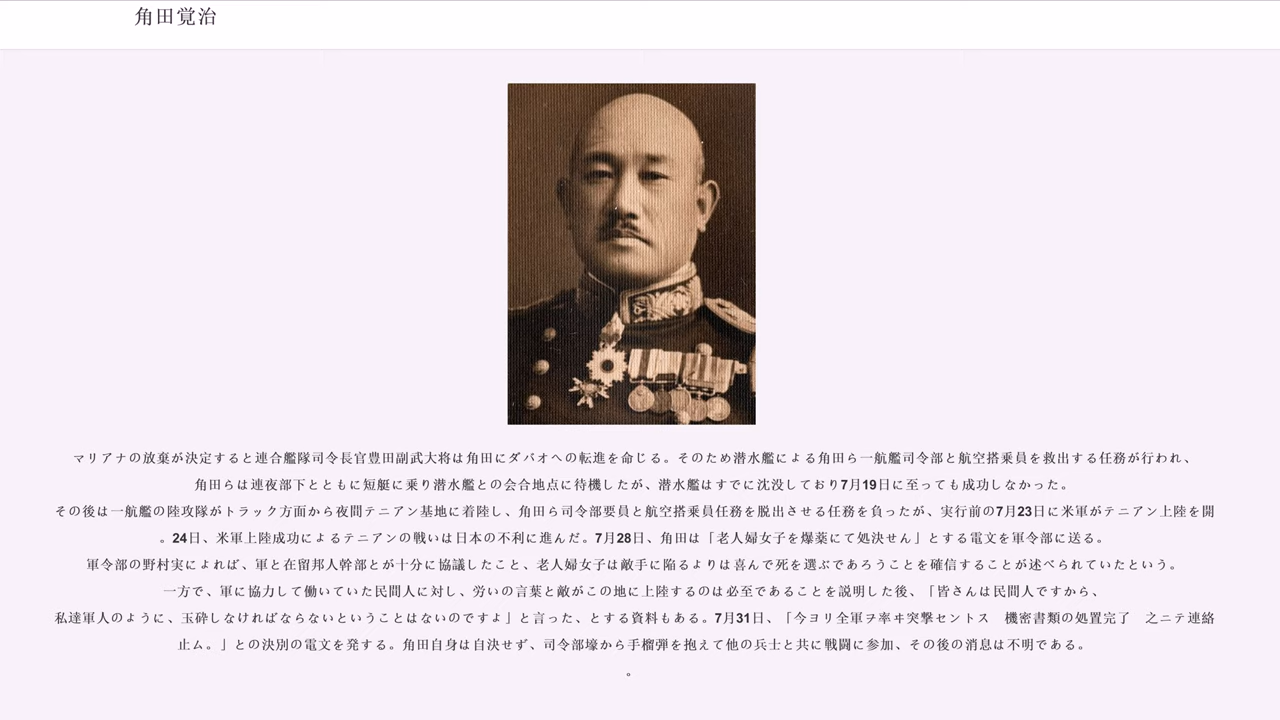 角田覚治
マリアナの放棄が決定すると連合艦隊司令長官豊田副武大将は角田にダバオへの転進を命じる。そのため潜水艦による角田ら一航艦司令部と航空搭乗員を救出する任務が行われ、
角田らは連夜部下とともに短艇に乗り潜水艦との会合地点に待機したが、潜水艦はすでに沈没しており7月19日に至っても成功しなかった。
その後は一航艦の陸攻隊がトラック方面から夜間テニアン基地に着陸し、角田ら司令部要員と航空搭乗員任務を脱出させる任務を負ったが、実行前の7月23日に米軍がテニアン上陸を開
。24日、米軍上陸成功によるテニアンの戦いは日本の不利に進んだ。7月28日、角田は「老人婦女子を爆薬にて処決せん」とする電文を軍令部に送る。
軍令部の野村実によれば、軍と在留邦人幹部とが十分に協議したこと、老人婦女子は敵手に陥るよりは喜んで死を選ぶであろうことを確信することが述べられていたという。
一方で、軍に協力して働いていた民間人に対し、労いの言葉と敵がこの地に上陸するのは必至であることを説明した後、「皆さんは民間人ですから、
私達軍人のように、玉砕しなければならないということはないのですよ」と言った、とする資料もある。7月31日、「今ヨリ全軍ヲ率ヰ突撃セントス　機密書類の処置完了　之ニテ連絡
止ム。」との決別の電文を発する。角田自身は自決せず、司令部壕から手榴弾を抱えて他の兵士と共に戦闘に参加、その後の消息は不明である。
。